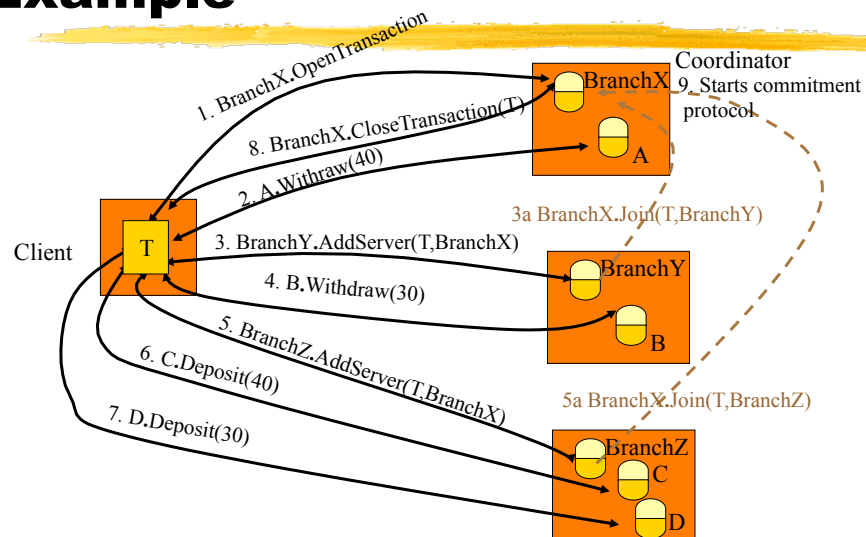 Example
1. BranchX.OpenTransaction
Coordinator
BranchX
9. Starts commitment
protocol
8. BranchX.CloseTransaction(T)
A
2. A.Withraw(40)
3a BranchX.Join(T,BranchY)
Client
T
3. BranchY.AddServer(T,BranchX)
BranchY
4. B.Withdraw(30)
B
5. BranchZ.AddServer(T,BranchX)
6. C.Deposit(40)
5a BranchX.Join(T,BranchZ)
7. D.Deposit(30)
BranchZ
C
D